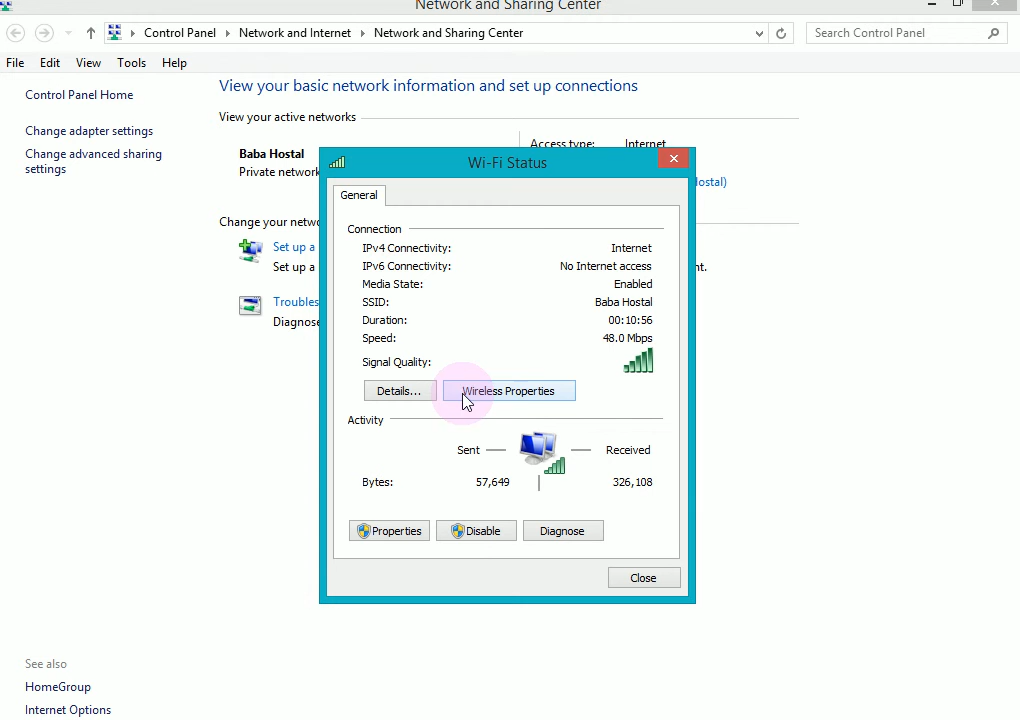 Network and Sharing Center
Control Panel
Network and Internet
Network and Sharing Center
Search Control Panel
File Edit View Tools Help
Control Panel Home
View your basic network information and set up connections
View your active networks
Change adapter settings
Change advanced sharing
settings
Baba Hostal
Private network
Access type: Internet
ostal)
Change your netwo
Set up a
Set up a
nt.
Troubles
Diagnose
Wi-Fi Status
General
Connection
IPv4 Connectivity: Internet
IPv6 Connectivity: No Internet access
Media State: Enabled
SSID: Baba Hostal
Duration: 00:10:56
Speed: 48.0 Mbps
Signal Quality:
Details... Wireless Properties
Activity
Sent Received
Bytes: 57,649 326,108
Properties Disable Diagnose
Close
See also
HomeGroup
Internet Options